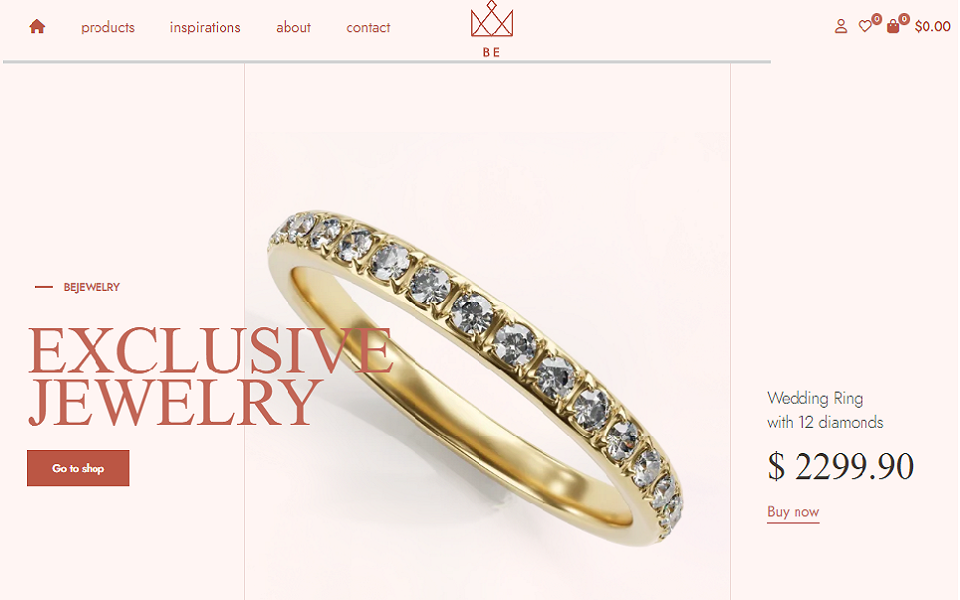 products inspirations about contact
BE
0 0 $0.00
BEJEWELRY
EXCLUSIVE
JEWELRY
Go to shop
Wedding Ring
with 12 diamonds
$ 2299.90
Buy now